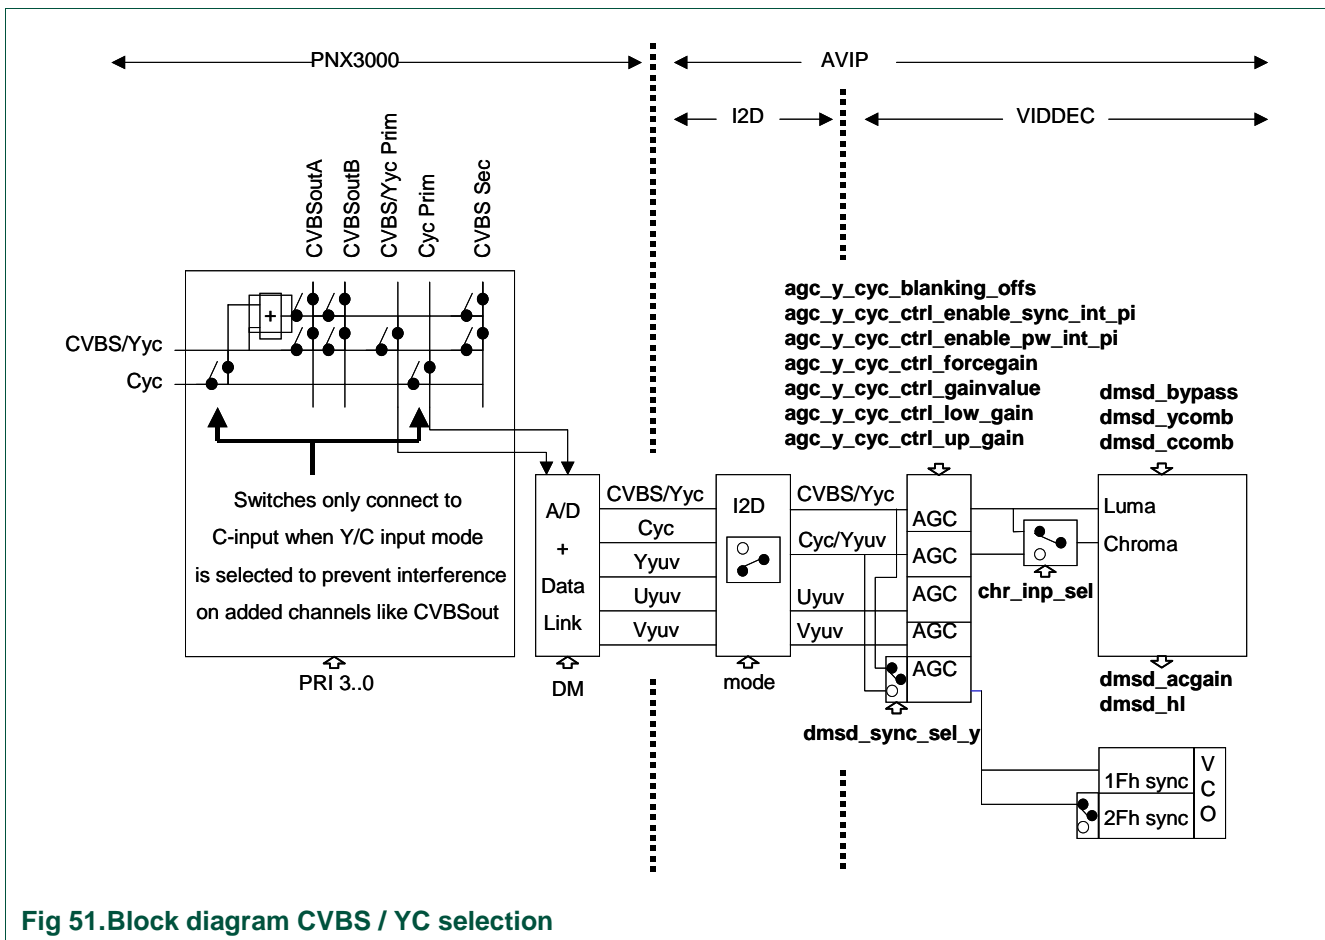 PNX3000
AVIP
I2D
VIDDEC
CVBSoutA
CVBSoutB
CVBS/Yyc Prim
Cyc Prim
CVBS Sec
+
CVBS/Yyc
Cyc
Switches only connect to
C-input when Y/C input mode
is selected to prevent interference
on added channels like CVBSout
PRI 3..0
A/D
+
Data
Link
DM
CVBS/Yyc
Cyc
Yyuv
Uyuv
Vyuv
I2D
mode
CVBS/Yyc
Cyc/Yyuv
Uyuv
Vyuv
agc_y_cyc_blanking_offs
agc_y_cyc_ctrl_enable_sync_int_pi
agc_y_cyc_ctrl_enable_pw_int_pi
agc_y_cyc_ctrl_forcegain
agc_y_cyc_ctrl_gainvalue
agc_y_cyc_ctrl_low_gain
agc_y_cyc_ctrl_up_gain
AGC
AGC
AGC
AGC
AGC
dmsd_sync_sel_y
chr_inp_sel
dmsd_bypass
dmsd_ycomb
dmsd_ccomb
Luma
Chroma
dmsd_acgain
dmsd_hl
1Fh sync
2Fh sync
V
C
O
Fig 51.Block diagram CVBS / YC selection